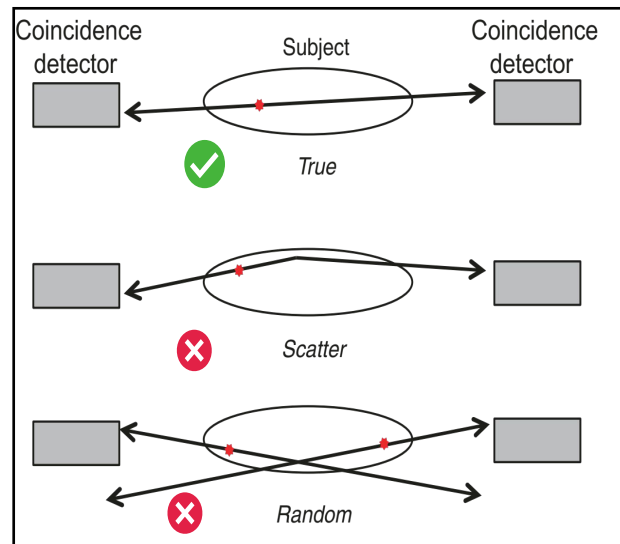 Coincidence
detector
Subject
Coincidence
detector
True
Scatter
Random